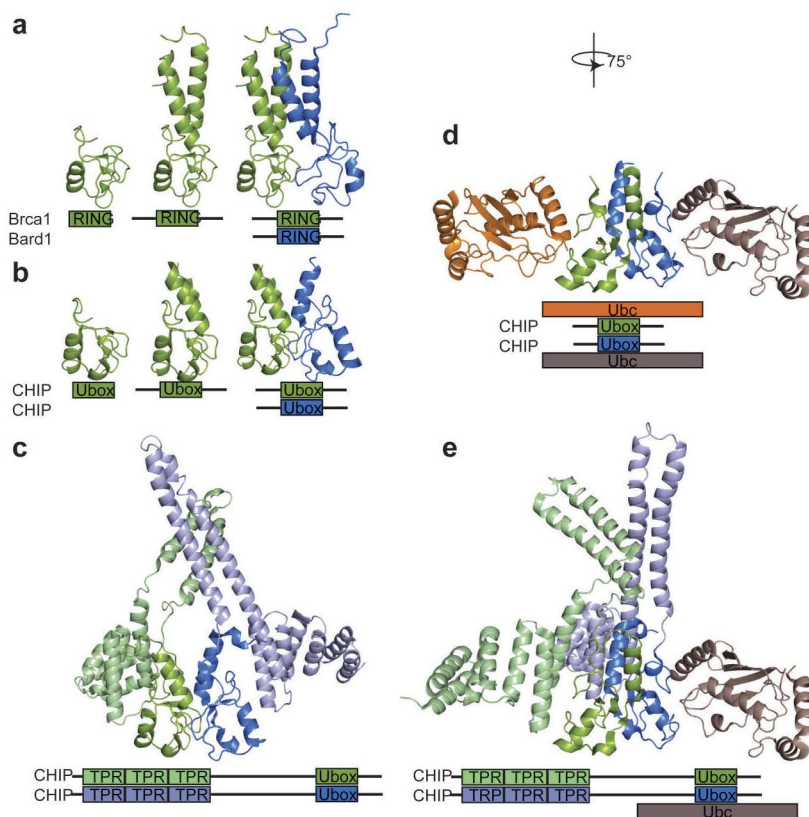 a
Brca1 RING RING RING
Bard1 RING
b
CHIP Ubox Ubox Ubox
CHIP Ubox
c
CHIP TPR TPR TPR Ubox
CHIP TPR TPR TPR Ubox
75°
d
Ubc
CHIP Ubox
CHIP Ubox
Ubc
e
CHIP TPR TPR TPR Ubox
CHIP TRP TPR TPR Ubox
Ubc